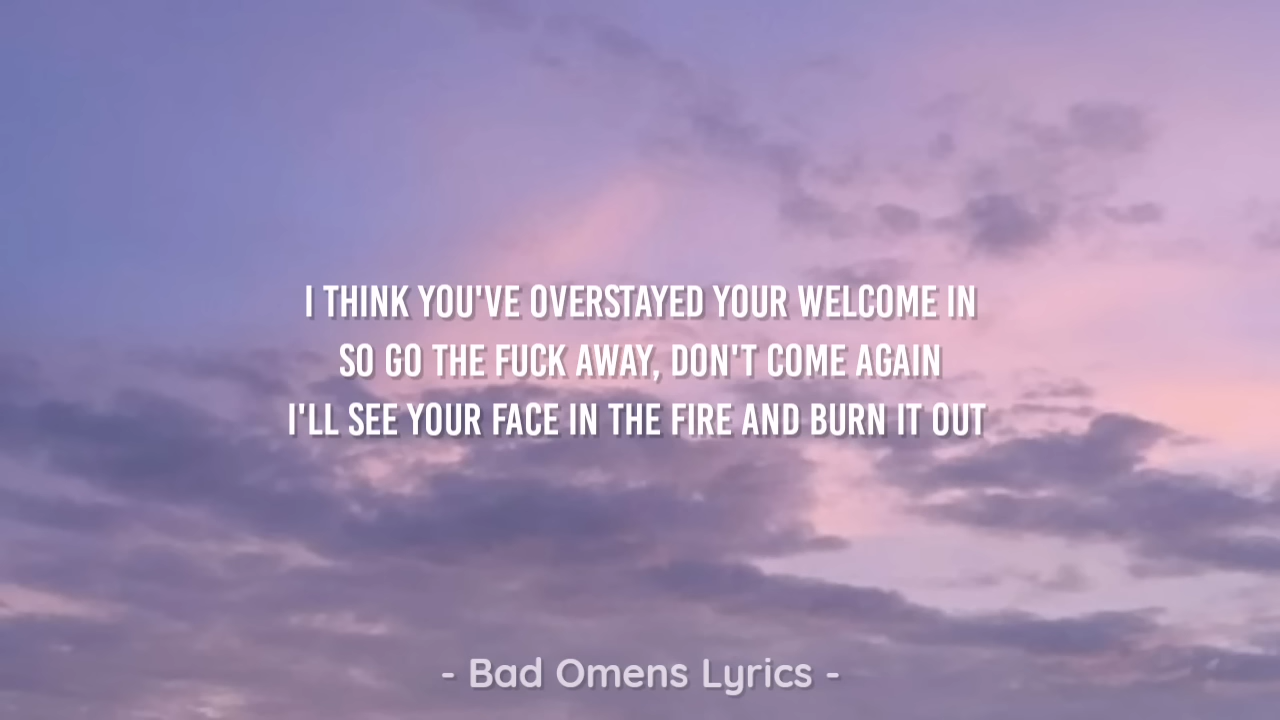 I THINK YOU'VE OVERSTAYED YOUR WELCOME IN
SO GO THE FUCK AWAY, DON'T COME AGAIN
I'LL SEE YOUR FACE IN THE FIRE AND BURN IT OUT
- Bad Omens Lyrics -